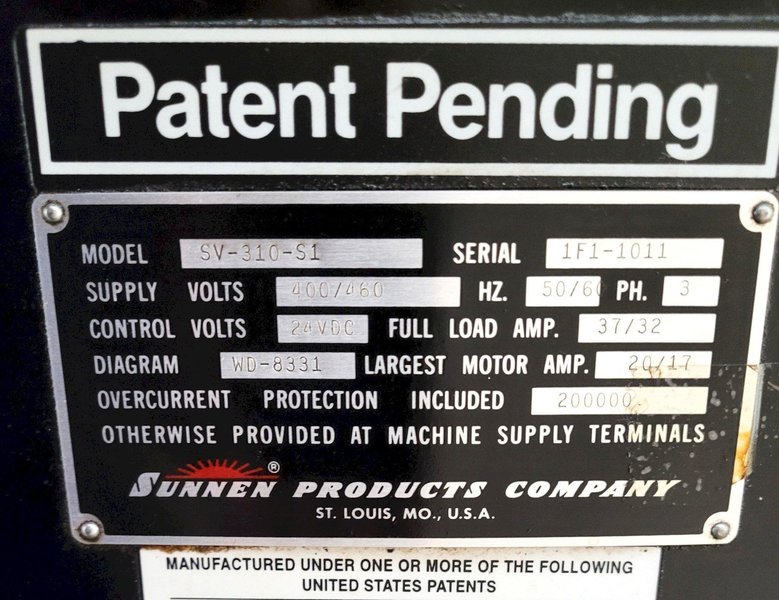 Patent Pending
MODEL SV-310-S1 SERIAL 1F1-1011
SUPPLY VOLTS 400/460 HZ. 50/60 PH. 3
CONTROL VOLTS 24VDC FULL LOAD AMP. 37/32
DIAGRAM WD-8331 LARGEST MOTOR AMP. 20/17
OVERCURRENT PROTECTION INCLUDED 200000.
OTHERWISE PROVIDED AT MACHINE SUPPLY TERMINALS
SUNNEN® PRODUCTS COMPANY
ST. LOUIS, MO., U.S.A.
MANUFACTURED UNDER ONE OR MORE OF THE FOLLOWING
UNITED STATES PATENTS